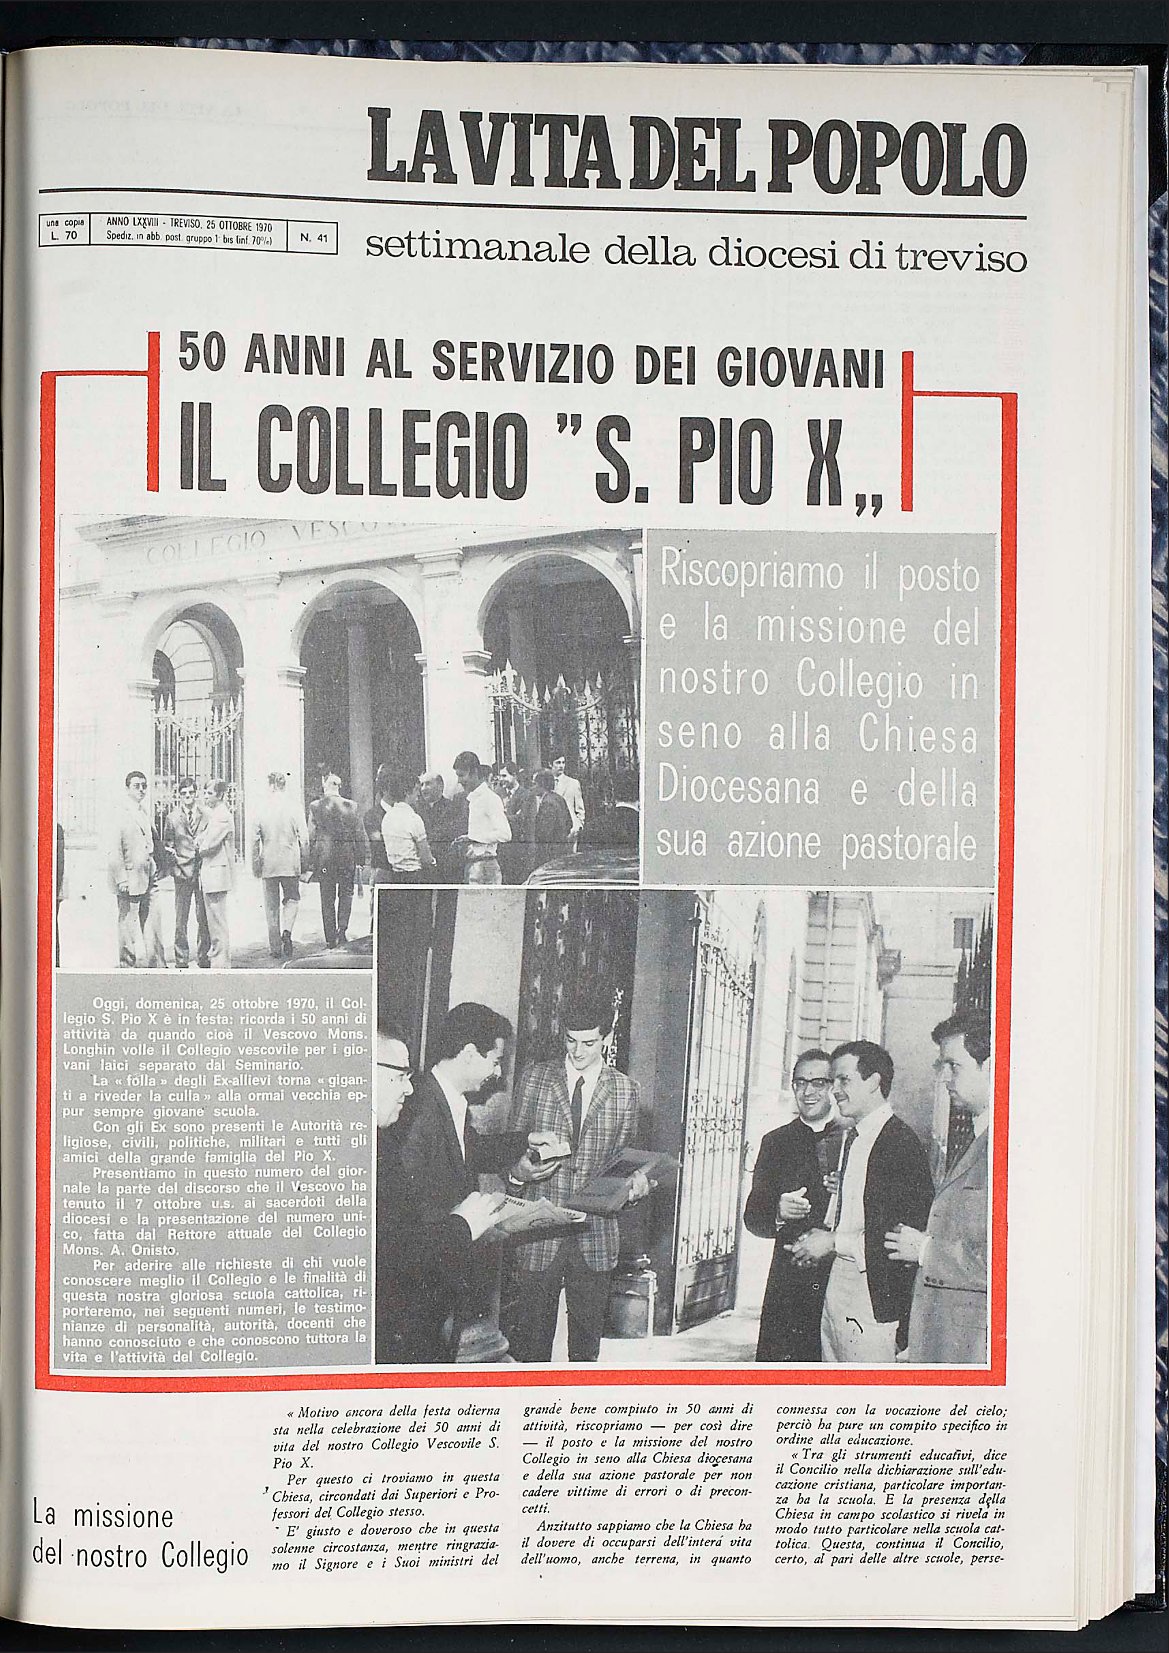 LA VITA DEL POPOLO
una copia
L. 70
ANNO LXXVIII - TREVISO, 25 OTTOBRE 1970
Spediz. in abb. post. gruppo 1 bis (inf. 70%)
N. 41
settimanale della diocesi di treviso
50 ANNI AL SERVIZIO DEI GIOVANI
IL COLLEGIO " S. PIO X „
COLLEGIO VESCOV
Riscopriamo il posto
e la missione del
nostro Collegio in
seno alla Chiesa
Diocesana e della
sua azione pastorale
Oggi, domenica, 25 ottobre 1970, il Col-
legio S. Pio X è in festa: ricorda i 50 anni di
attività da quando cioè il Vescovo Mons.
Longhin volle il Collegio vescovile per i gio-
vani laici separato dal Seminario.
La « folla » degli Ex-allievi torna « gigan-
ti a riveder la culla » alla ormai vecchia ep-
pur sempre giovane scuola.
Con gli Ex sono presenti le Autorità re-
ligiose, civili, politiche, militari e tutti gli
amici della grande famiglia del Pio X.
Presentiamo in questo numero del gior-
nale la parte del discorso che il Vescovo ha
tenuto il 7 ottobre u.s. ai sacerdoti della
diocesi e la presentazione del numero uni-
co, fatta dal Rettore attuale del Collegio
Mons. A. Onisto.
Per aderire alle richieste di chi vuole
conoscere meglio il Collegio e le finalità di
questa nostra gloriosa scuola cattolica, ri-
porteremo, nei seguenti numeri, le testimo-
nianze di personalità, autorità, docenti che
hanno conosciuto e che conoscono tuttora la
vita e l'attività del Collegio.
La missione
del nostro Collegio
« Motivo ancora della festa odierna
sta nella celebrazione dei 50 anni di
vita del nostro Collegio Vescovile S.
Pio X.
Per questo ci troviamo in questa
Chiesa, circondati dai Superiori e Pro-
fessori del Collegio stesso.
E' giusto e doveroso che in questa
solenne circostanza, mentre ringrazia-
mo il Signore e i Suoi ministri del
grande bene compiuto in 50 anni di
attività, riscopriamo — per così dire
— il posto e la missione del nostro
Collegio in seno alla Chiesa diocesana
e della sua azione pastorale per non
cadere vittime di errori o di precon-
cetti.
Anzitutto sappiamo che la Chiesa ha
il dovere di occuparsi dell'intera vita
dell'uomo, anche terrena, in quanto
connessa con la vocazione del cielo;
perciò ha pure un compito specifico in
ordine alla educazione.
« Tra gli strumenti educativi, dice
il Concilio nella dichiarazione sull'edu-
cazione cristiana, particolare importan-
za ha la scuola. E la presenza della
Chiesa in campo scolastico si rivela in
modo tutto particolare nella scuola cat-
tolica. Questa, continua il Concilio,
certo, al pari delle altre scuole, perse-